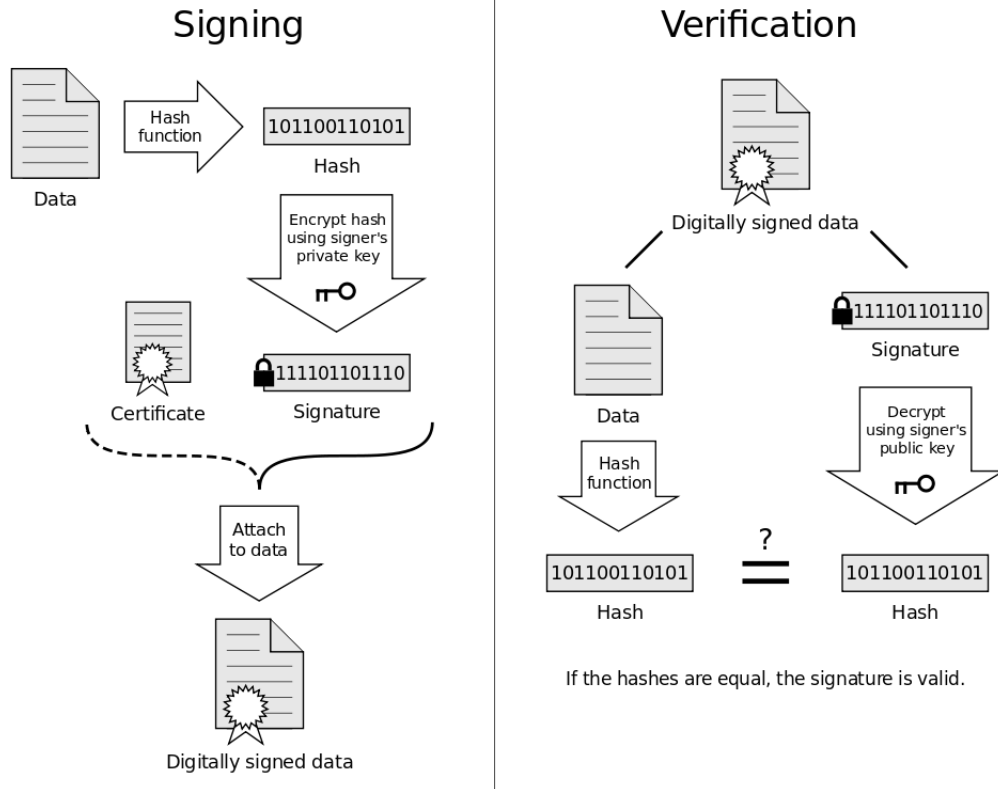 Signing
Hash
function
101100110101
Hash
Data
Encrypt hash
using signer's
private key
111101101110
Certificate
Signature
Attach
to data
Digitally signed data
Verification
Digitally signed data
111101101110
Signature
Data
Decrypt
using signer's
public key
Hash
function
?
101100110101
101100110101
Hash
Hash
If the hashes are equal, the signature is valid.